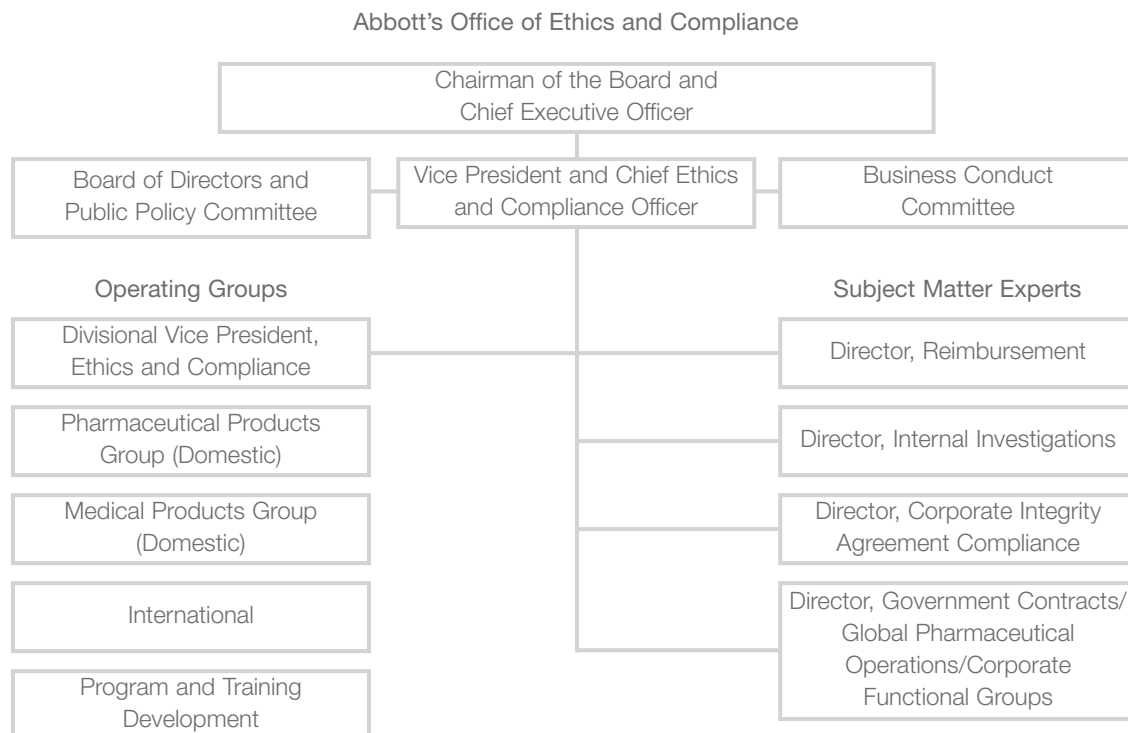 Abbott's Office of Ethics and Compliance
Chairman of the Board and
Chief Executive Officer
Board of Directors and
Public Policy Committee
Vice President and Chief Ethics
and Compliance Officer
Business Conduct
Committee
Operating Groups
Divisional Vice President,
Ethics and Compliance
Pharmaceutical Products
Group (Domestic)
Medical Products Group
(Domestic)
International
Program and Training
Development
Subject Matter Experts
Director, Reimbursement
Director, Internal Investigations
Director, Corporate Integrity
Agreement Compliance
Director, Government Contracts/
Global Pharmaceutical
Operations/Corporate
Functional Groups